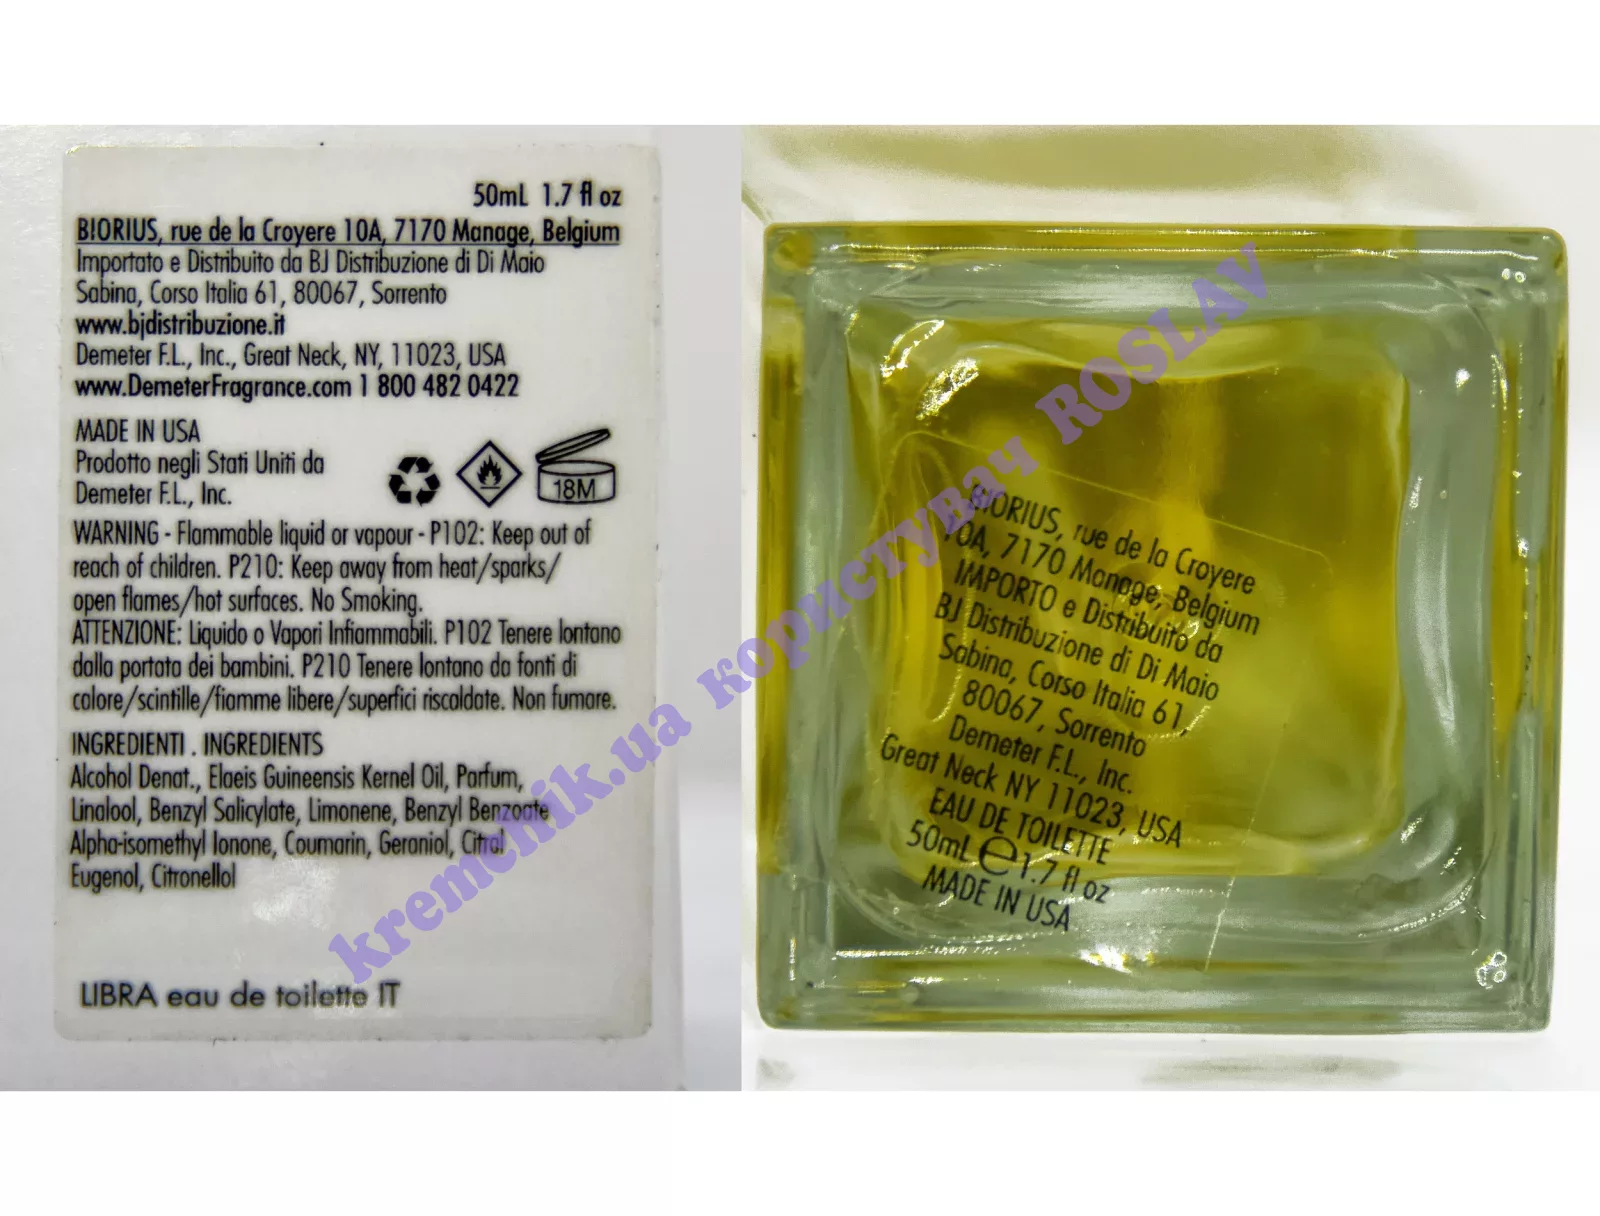 50mL 1.7 fl oz
BIORIUS, rue de la Croyere 10A, 7170 Manage, Belgium
Importato e Distribuito da BJ Distribuzione di Di Maio
Sabina, Corso Italia 61, 80067, Sorrento
www.bjdistribuzione.it
Demeter F.L., Inc., Great Neck, NY, 11023, USA
www.DemeterFragrance.com 1 800 482 0422
MADE IN USA
Prodotto negli Stati Uniti da
Demeter F.L., Inc.
18M
WARNING - Flammable liquid or vapour - P102: Keep out of
reach of children. P210: Keep away from heat/sparks/
open flames/hot surfaces. No Smoking.
ATTENZIONE: Liquido o Vapori Infiammabili. P102 Tenere lontano
dalla portata dei bambini. P210 Tenere lontano da fonti di
calore/scintille/fiamme libere/superfici riscaldate. Non fumare.
INGREDIENTI . INGREDIENTS
Alcohol Denat., Elaeis Guineensis Kernel Oil, Parfum,
Linalool, Benzyl Salicylate, Limonene, Benzyl Benzoate
Alpha-isomethyl Ionone, Coumarin, Geraniol, Citral
Eugenol, Citronellol
LIBRA eau de toilette IT
BIORIUS, rue de la Croyere
10A, 7170 Manage, Belgium
IMPORTO e Distribuito da
BJ Distribuzione di Di Maio
Sabina, Corso Italia 61,
80067, Sorrento
Demeter F.L., Inc.
Great Neck NY 11023, USA
EAU DE TOILETTE
50mL ℮ 1.7 fl oz
MADE IN USA
kremchik.ua користувач ROSLAV